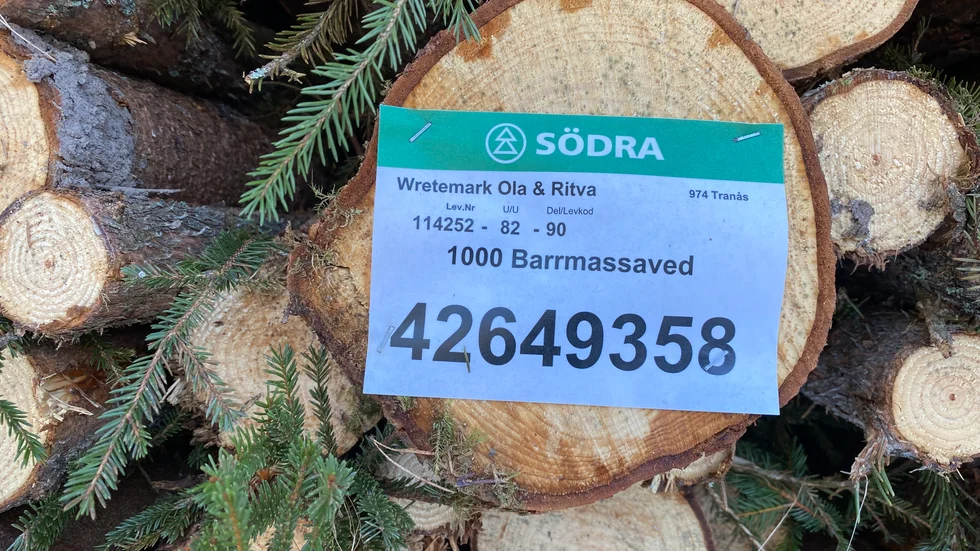 SÖDRA
Wretemark Ola & Ritva 974 Tranås
Lev.Nr U/U Del/Levkod
114252 - 82 - 90
1000 Barrmassaved
42649358